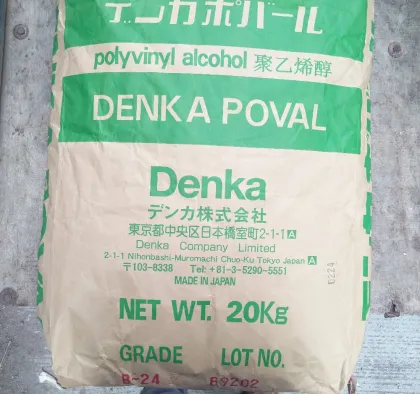 デンカポバール
polyvinyl alcohol 聚乙烯醇
DENKA POVAL
Denka
デンカ株式会社
東京都中央区日本橋室町2-1-1 A
Denka Company Limited
2-1-1 Nihonbashi-Muromachi Chuo-Ku Tokyo Japan A
〒103-8338 Tel: +81-3-5290-5551
MADE IN JAPAN
0224
NET WT. 20Kg
GRADE LOT NO.
B-24 B9202